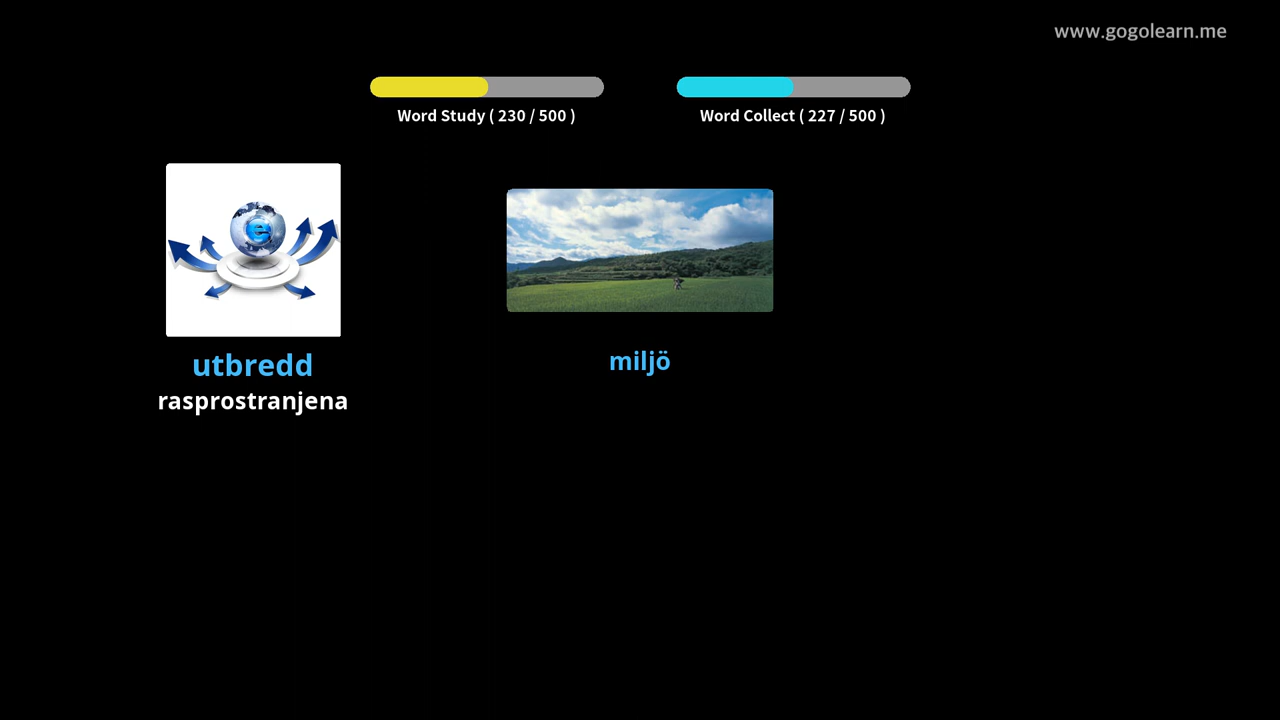 www.gogolearn.me
Word Study ( 230 / 500 )
Word Collect ( 227 / 500 )
e
utbredd
rasprostranjena
miljö